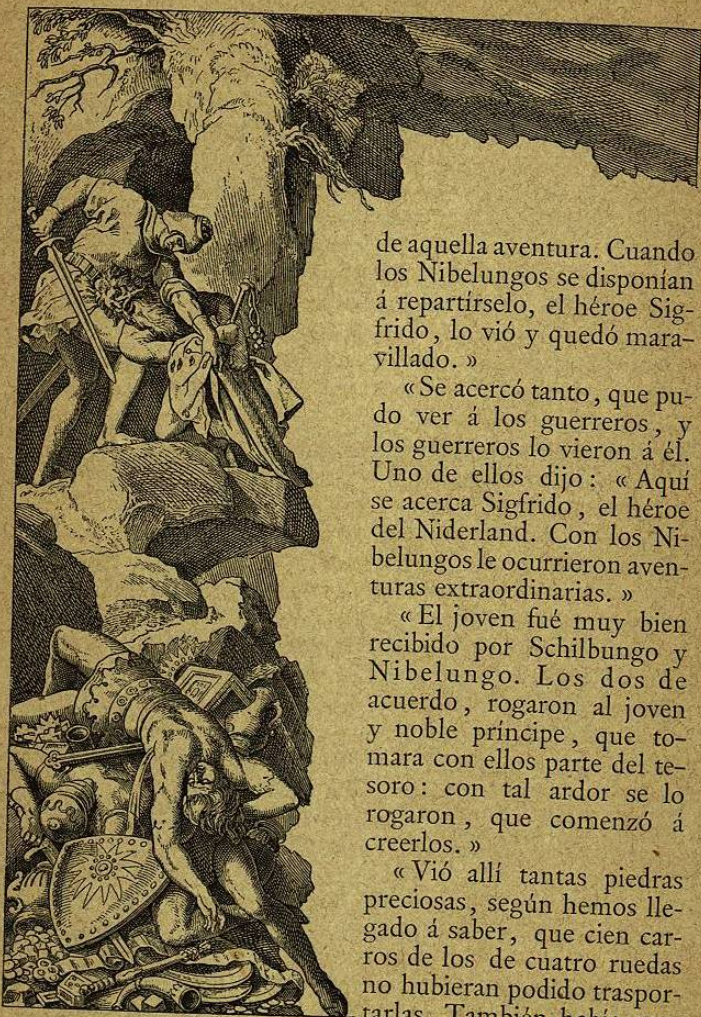 de aquella aventura. Cuando
los Nibelungos se disponían
á repartírselo, el héroe Sig-
frido, lo vió y quedó mara-
villado. »
«Se acercó tanto, que pu-
do ver á los guerreros, y
los guerreros lo vieron á él.
Uno de ellos dijo: « Aquí
se acerca Sigfrido, el héroe
del Niderland. Con los Ni-
belungos le ocurrieron aven-
turas extraordinarias. »
«El joven fué muy bien
recibido por Schilbungo y
Nibelungo. Los dos de
acuerdo, rogaron al joven
y noble príncipe, que to-
mara con ellos parte del te-
soro: con tal ardor se lo
rogaron, que comenzó á
creerlos. »
«Vió allí tantas piedras
preciosas, según hemos lle-
gado á saber, que cien car-
ros de los de cuatro ruedas
no hubieran podido traspor-
tarlas. También